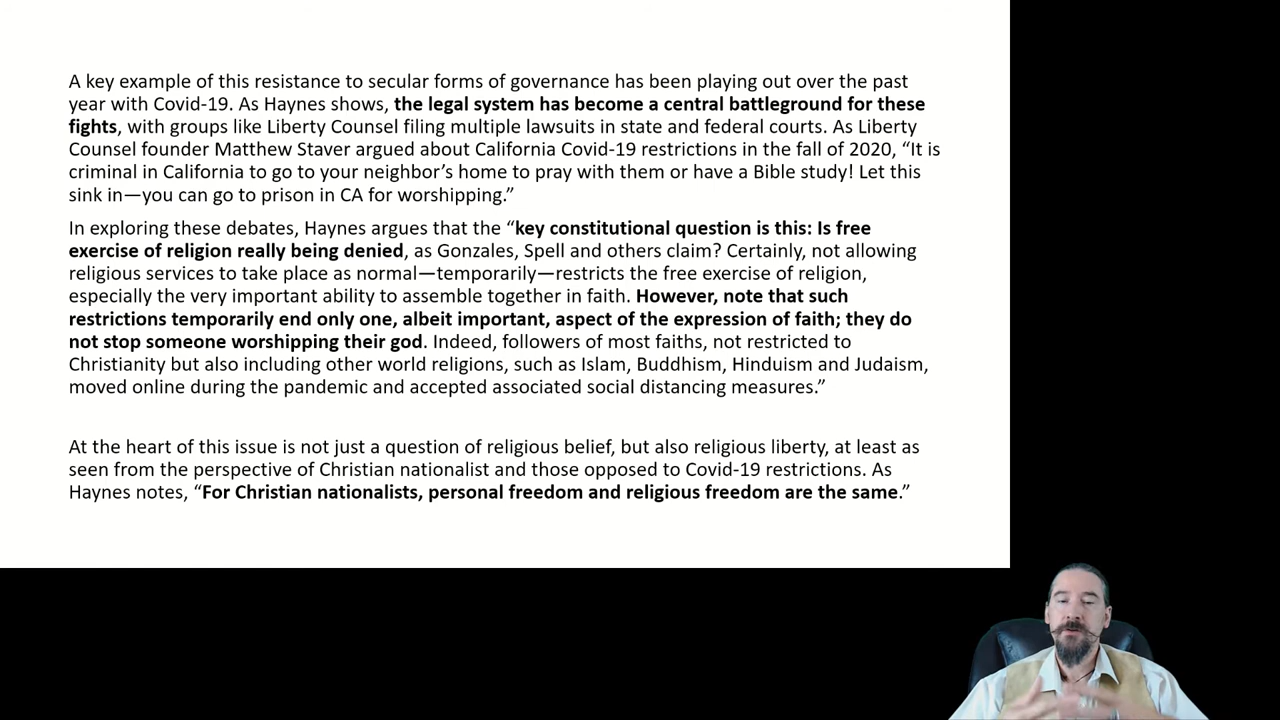 A key example of this resistance to secular forms of governance has been playing out over the past
year with Covid-19. As Haynes shows, the legal system has become a central battleground for these
fights, with groups like Liberty Counsel filing multiple lawsuits in state and federal courts. As Liberty
Counsel founder Matthew Staver argued about California Covid-19 restrictions in the fall of 2020, “It is
criminal in California to go to your neighbor’s home to pray with them or have a Bible study! Let this
sink in—you can go to prison in CA for worshipping.”
In exploring these debates, Haynes argues that the “key constitutional question is this: Is free
exercise of religion really being denied, as Gonzales, Spell and others claim? Certainly, not allowing
religious services to take place as normal—temporarily—restricts the free exercise of religion,
especially the very important ability to assemble together in faith. However, note that such
restrictions temporarily end only one, albeit important, aspect of the expression of faith; they do
not stop someone worshipping their god. Indeed, followers of most faiths, not restricted to
Christianity but also including other world religions, such as Islam, Buddhism, Hinduism and Judaism,
moved online during the pandemic and accepted associated social distancing measures.”
At the heart of this issue is not just a question of religious belief, but also religious liberty, at least as
seen from the perspective of Christian nationalist and those opposed to Covid-19 restrictions. As
Haynes notes, “For Christian nationalists, personal freedom and religious freedom are the same.”